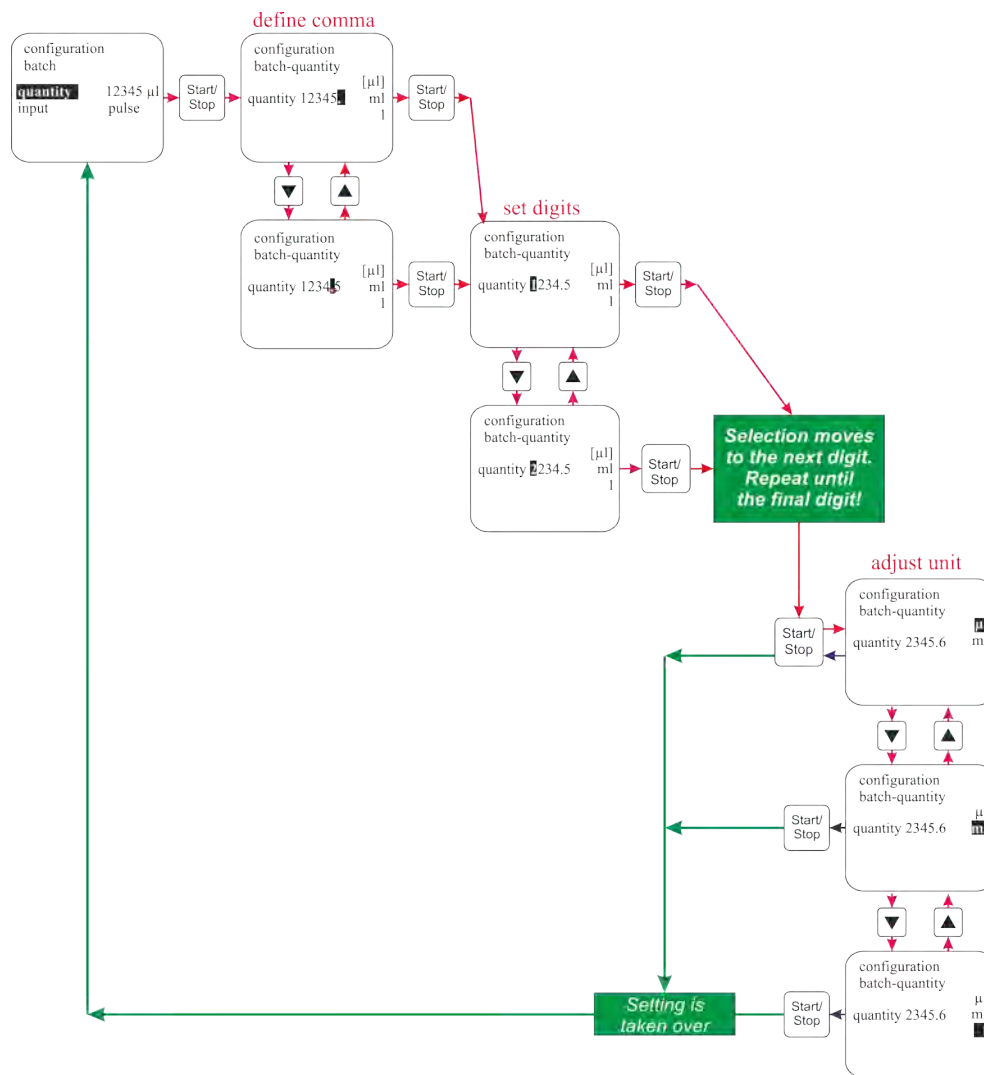 define comma
configuration
batch
quantity 12345 µl
input pulse
Start/
Stop
configuration
batch-quantity
[µl]
quantity 12345. ml
l
Start/
Stop
configuration
batch-quantity
[µl]
quantity 1234.5 ml
l
Start/
Stop
set digits
configuration
batch-quantity
[µl]
quantity 1234.5 ml
l
Start/
Stop
configuration
batch-quantity
[µl]
quantity 2234.5 ml
l
Start/
Stop
Selection moves
to the next digit.
Repeat until
the final digit!
adjust unit
Start/
Stop
configuration
batch-quantity
µ
quantity 2345.6 m
Start/
Stop
configuration
batch-quantity
µ
quantity 2345.6 m
Setting is
taken over
Start/
Stop
configuration
batch-quantity
µ
quantity 2345.6 m